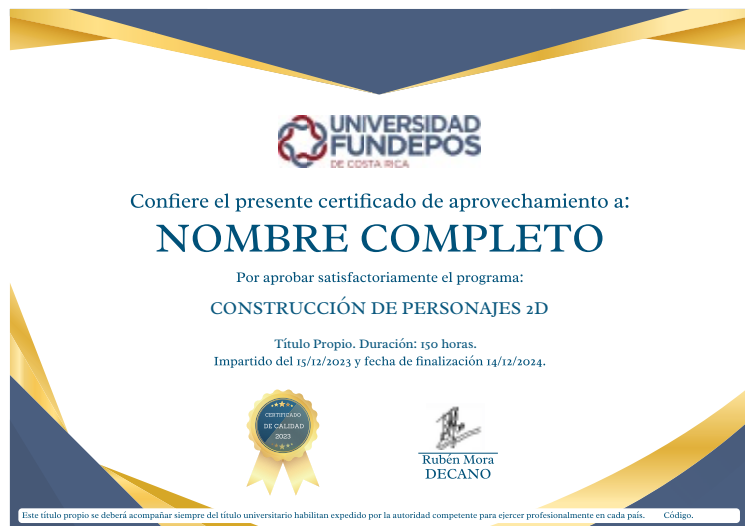 UNIVERSIDAD
FUNDEPOS
DE COSTA RICA
Confiere el presente certificado de aprovechamiento a:
NOMBRE COMPLETO
Por aprobar satisfactoriamente el programa:
CONSTRUCCIÓN DE PERSONAJES 2D
Título Propio. Duración: 150 horas.
Impartido del 15/12/2023 y fecha de finalización 14/12/2024.
CERTIFICADO
DE CALIDAD
2023
Rubén Mora
DECANO
Este título propio se deberá acompañar siempre del título universitario habilitan expedido por la autoridad competente para ejercer profesionalmente en cada país. Código.